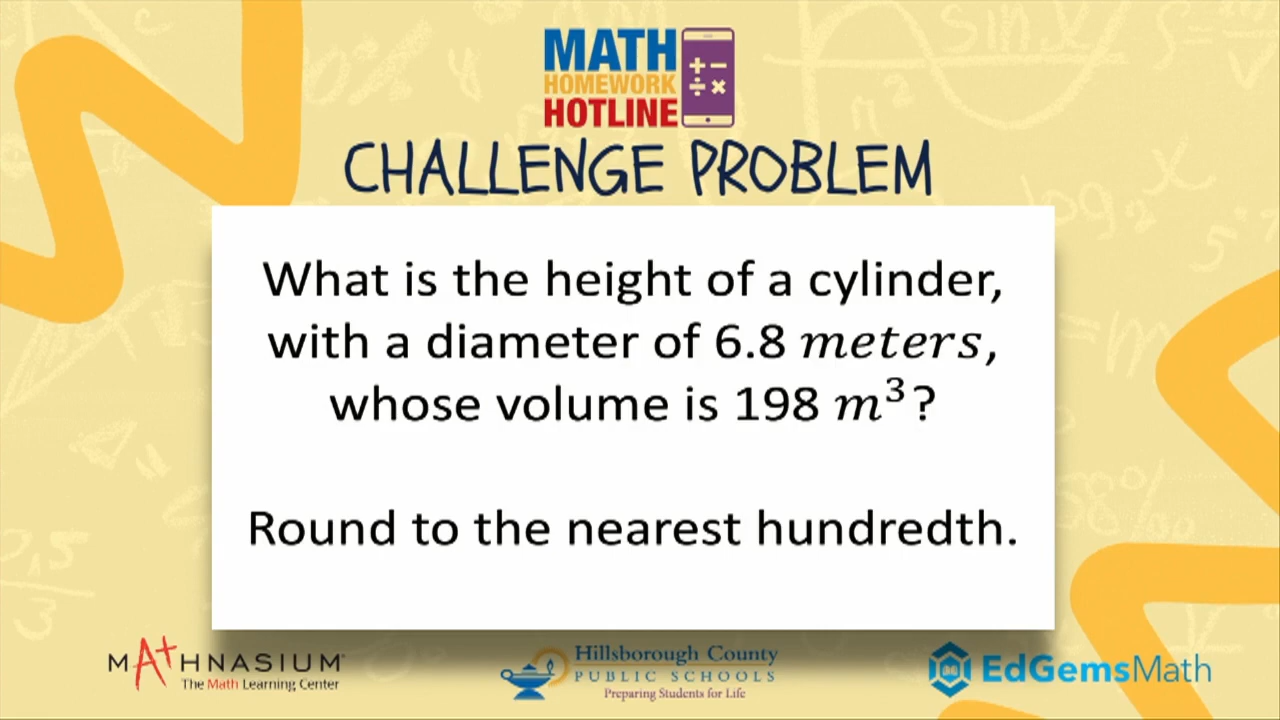 MATH
HOMEWORK
HOTLINE
CHALLENGE PROBLEM
What is the height of a cylinder,
with a diameter of 6.8 meters,
whose volume is 198 m³?
Round to the nearest hundredth.
MATHNASIUM
The Math Learning Center
Hillsborough County
PUBLIC SCHOOLS
Preparing Students for Life
EdGemsMath